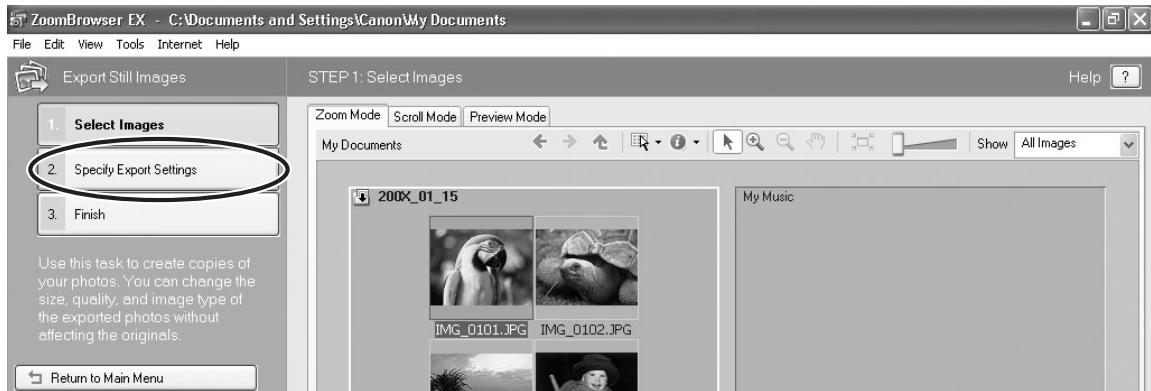 ZoomBrowser EX - C:\Documents and Settings\Canon\My Documents
File Edit View Tools Internet Help
Export Still Images
STEP 1: Select Images
Help ?
1. Select Images
2. Specify Export Settings
3. Finish
Use this task to create copies of
your photos. You can change the
size, quality, and image type of
the exported photos without
affecting the originals.
Return to Main Menu
Zoom Mode Scroll Mode Preview Mode
My Documents
Show All Images
200X_01_15
My Music
IMG_0101.JPG IMG_0102.JPG